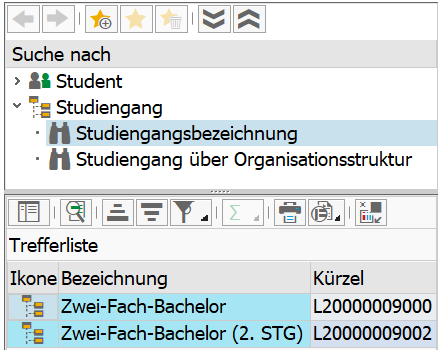 Suche nach
Student
Studiengang
Studiengangsbezeichnung
Studiengang über Organisationsstruktur
Trefferliste
Ikone Bezeichnung Kürzel
Zwei-Fach-Bachelor L20000009000
Zwei-Fach-Bachelor (2. STG) L20000009002